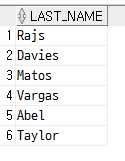 LAST_NAME
1 Rajs
2 Davies
3 Matos
4 Vargas
5 Abel
6 Taylor